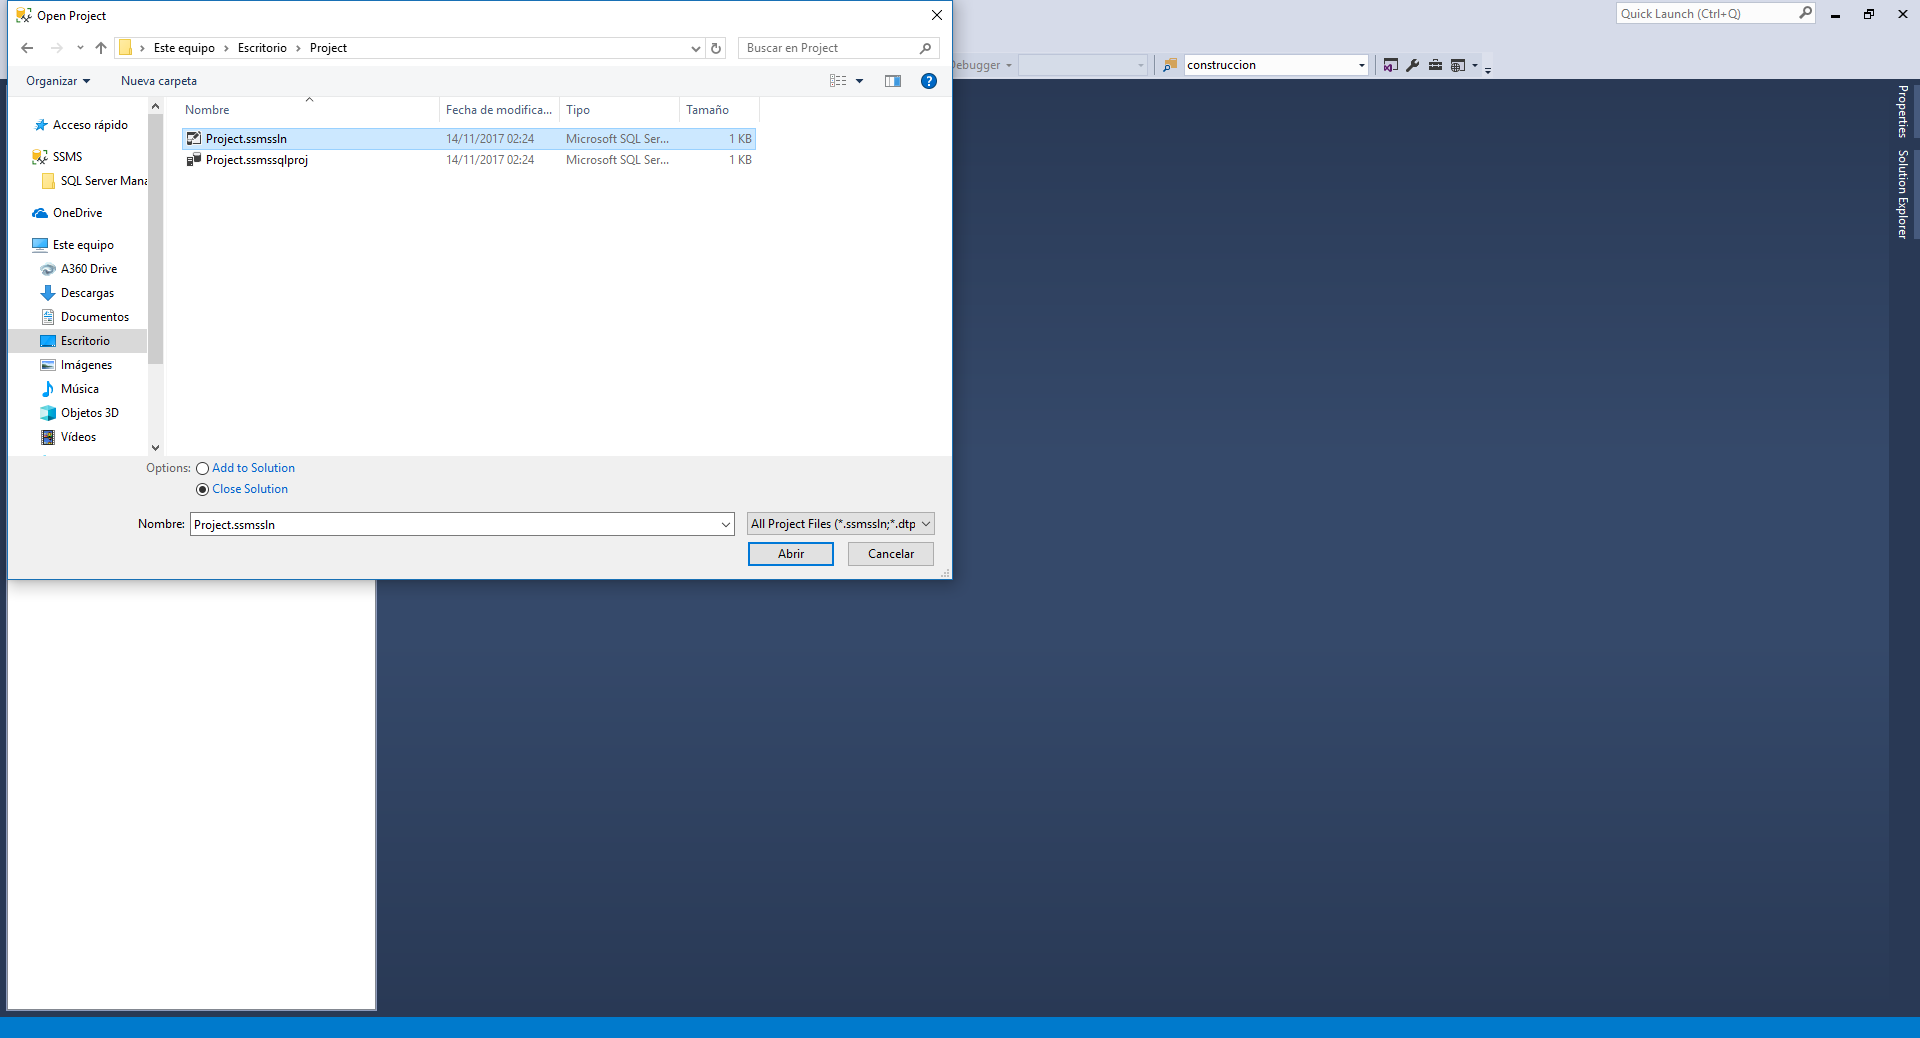 Open Project
Quick Launch (Ctrl+Q)
Este equipo
Escritorio
Project
Buscar en Project
Debugger
construccion
Organizar
Nueva carpeta
Nombre
Fecha de modifica...
Tipo
Tamaño
Project.ssmssln
14/11/2017 02:24
Microsoft SQL Ser...
1 KB
Project.ssmssqlproj
14/11/2017 02:24
Microsoft SQL Ser...
1 KB
Acceso rápido
SSMS
SQL Server Mana
OneDrive
Este equipo
A360 Drive
Descargas
Documentos
Escritorio
Imágenes
Música
Objetos 3D
Vídeos
Options:
Add to Solution
Close Solution
Nombre:
Project.ssmssln
All Project Files (*.ssmssln;*.dtp
Abrir
Cancelar
Properties
Solution Explorer